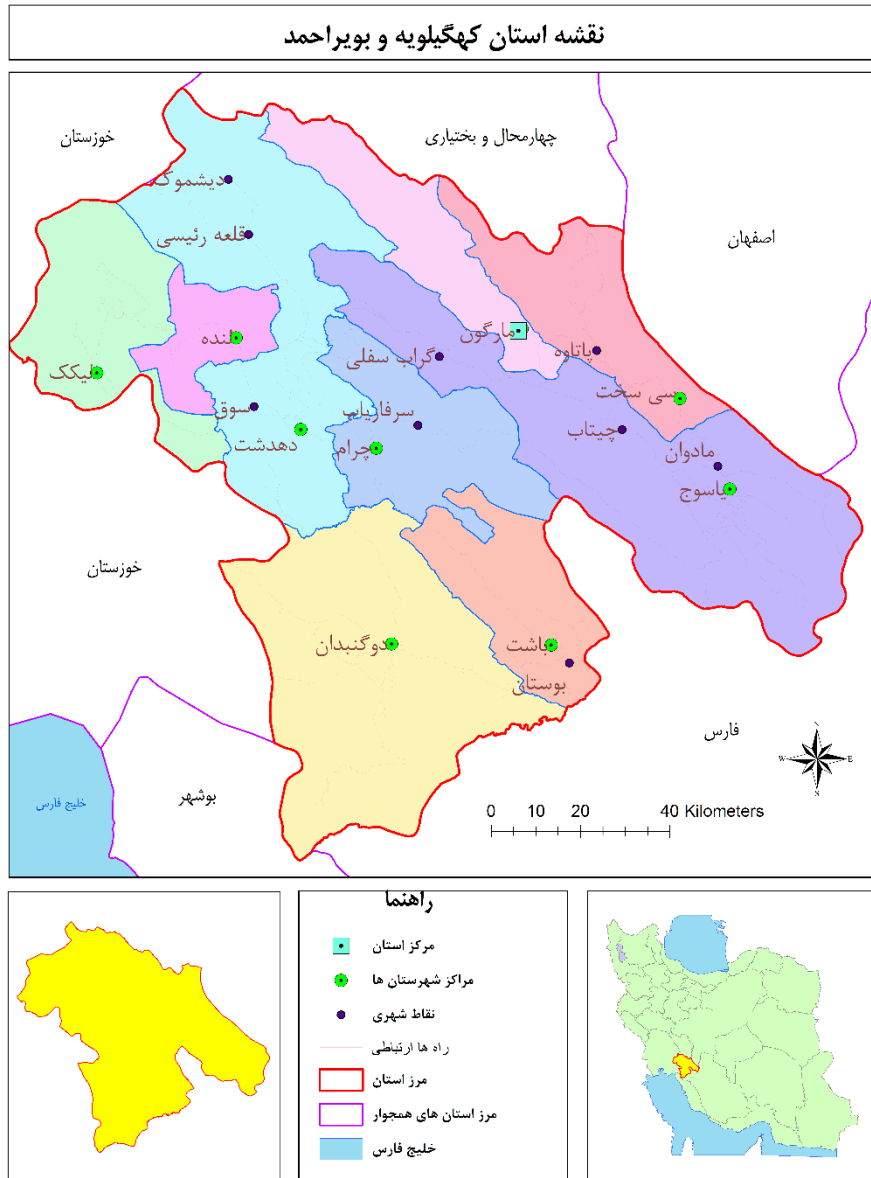 نقشه استان کهگیلویه و بویراحمد
چهارمحال و بختیاری
خوزستان
دیشموک
قلعه رئیسی
اصفهان
لنده
مارگون
پاتاوه
گراب سفلی
لیکک
سی سخت
سوق
سرفاریاب
چیتاب
دهدشت
چرام
مادوان
یاسوج
خوزستان
دوگنبدان
باشت
بوستان
فارس
بوشهر
خلیج فارس
N
W E
S
0 10 20 40 Kilometers
راهنما
مرکز استان
مراکز شهرستان ها
نقاط شهری
راه ها ارتباطی
مرز استان
مرز استان های همجوار
خلیج فارس